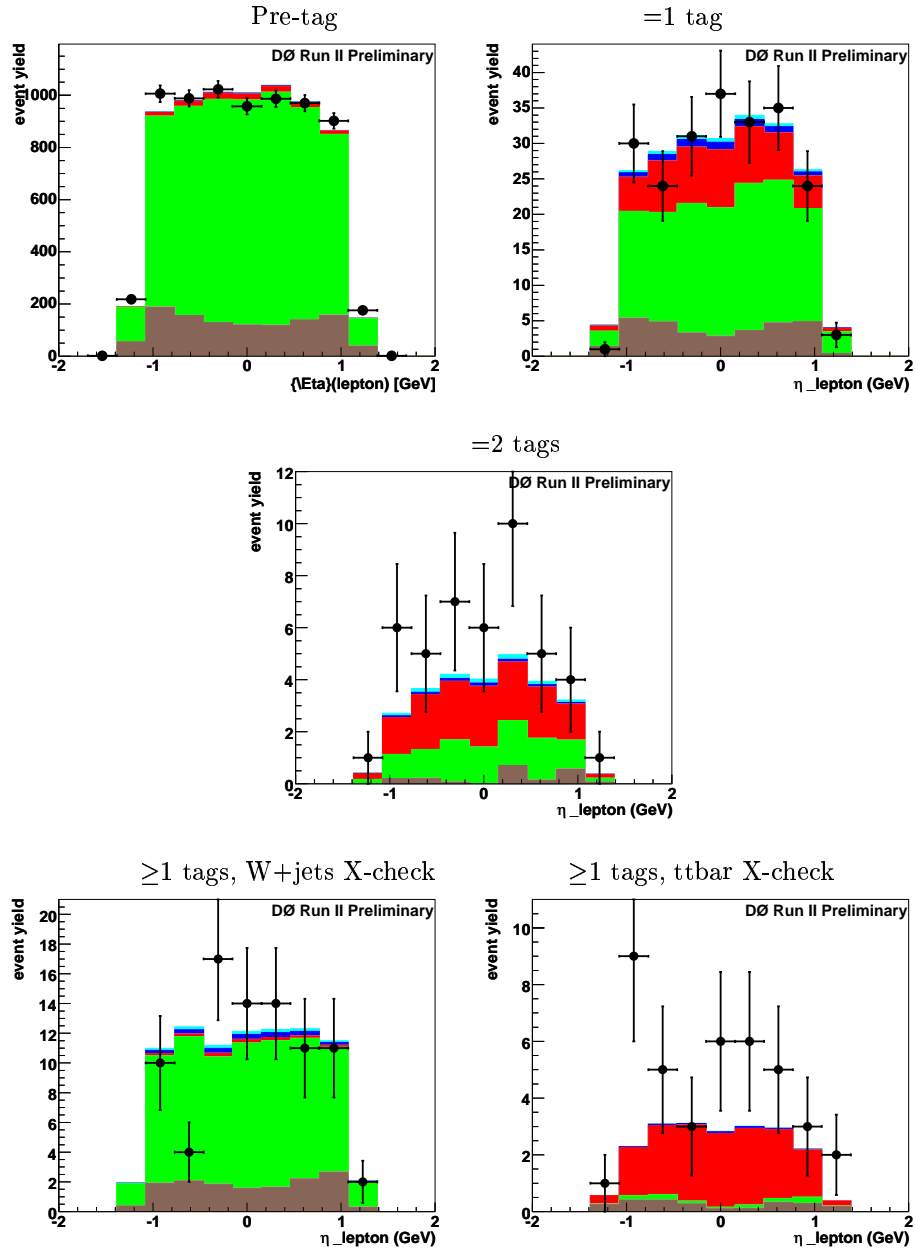 Pre-tag
=1 tag
DØ Run II Preliminary
event yield
1000
800
600
400
200
0
-2 -1 0 1 2
{\Eta}(lepton) [GeV]
DØ Run II Preliminary
event yield
40
35
30
25
20
15
10
5
0
-2 -1 0 1 2
η_lepton (GeV)
=2 tags
DØ Run II Preliminary
event yield
12
10
8
6
4
2
0
-2 -1 0 1 2
η_lepton (GeV)
≥1 tags, W+jets X-check
≥1 tags, ttbar X-check
DØ Run II Preliminary
event yield
20
18
16
14
12
10
8
6
4
2
0
-2 -1 0 1 2
η_lepton (GeV)
DØ Run II Preliminary
event yield
10
8
6
4
2
0
-2 -1 0 1 2
η_lepton (GeV)